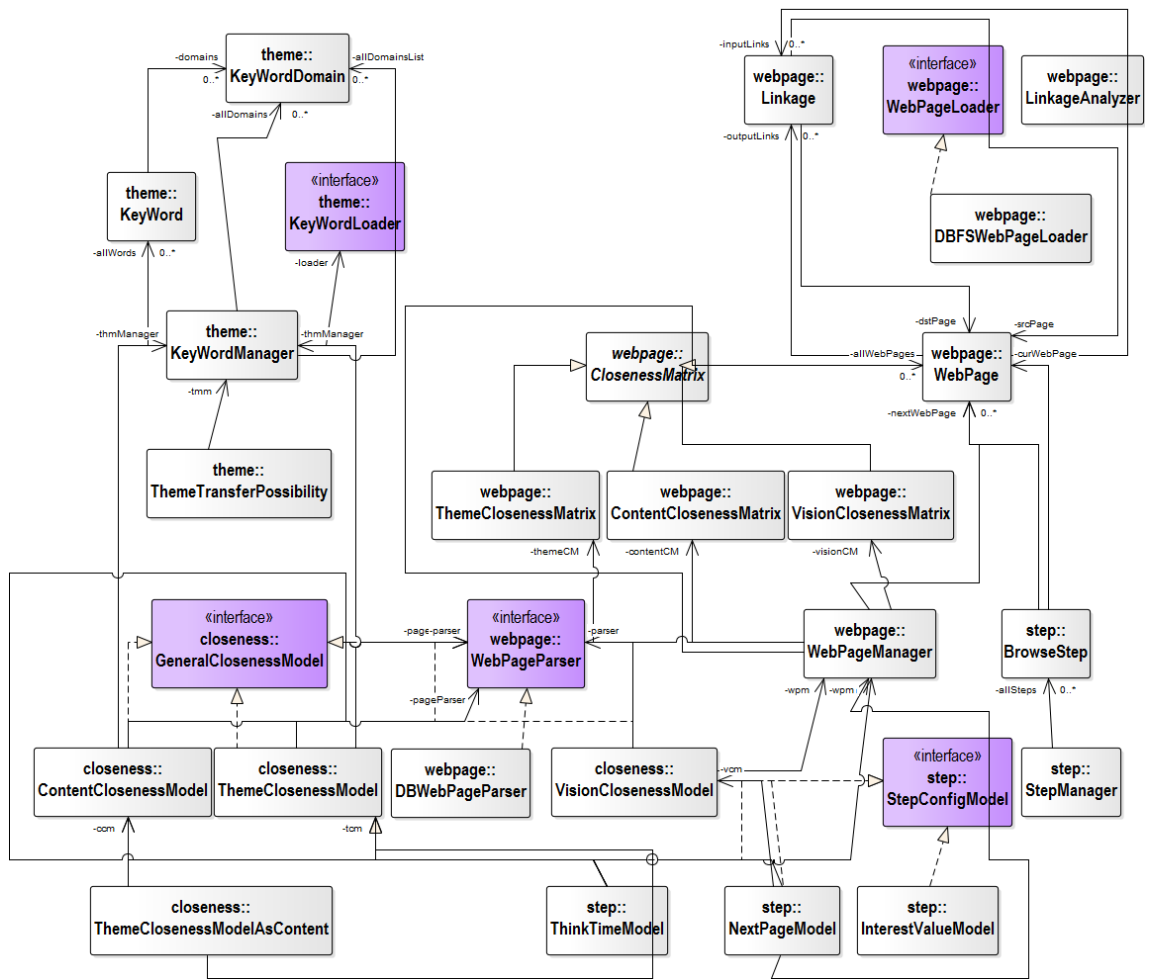 -inputLinks
0..*
theme::
KeyWordDomain
-domains
0..*
-allDomainsList
0..*
-allDomains
0..*
webpage::
Linkage
«interface»
webpage::
WebPageLoader
webpage::
LinkageAnalyzer
-outputLinks
0..*
theme::
KeyWord
«interface»
theme::
KeyWordLoader
webpage::
DBFSWebPageLoader
-allWords
0..*
-loader
-thmManager
theme::
KeyWordManager
-thmManager
-dstPage
-srcPage
webpage::
ClosenessMatrix
-allWebPages
0..*
webpage::
WebPage
-curWebPage
-tmm
-nextWebPage
0..*
theme::
ThemeTransferPossibility
webpage::
ThemeClosenessMatrix
webpage::
ContentClosenessMatrix
webpage::
VisionClosenessMatrix
-themeCM
-contentCM
-visionCM
«interface»
closeness::
GeneralClosenessModel
-page-parser
«interface»
webpage::
WebPageParser
-parser
webpage::
WebPageManager
step::
BrowseStep
-pageParser
-wpm
-wpm
-allSteps
0..*
closeness::
ContentClosenessModel
closeness::
ThemeClosenessModel
webpage::
DBWebPageParser
closeness::
VisionClosenessModel
-vcm
«interface»
step::
StepConfigModel
step::
StepManager
-ccm
-tcm
closeness::
ThemeClosenessModelAsContent
step::
ThinkTimeModel
step::
NextPageModel
step::
InterestValueModel